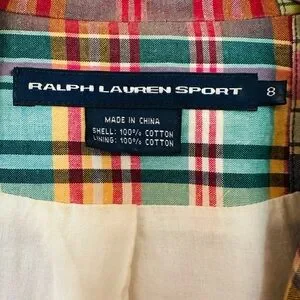 RALPH LAUREN SPORT
8
MADE IN CHINA
SHELL: 100% COTTON
LINING: 100% COTTON